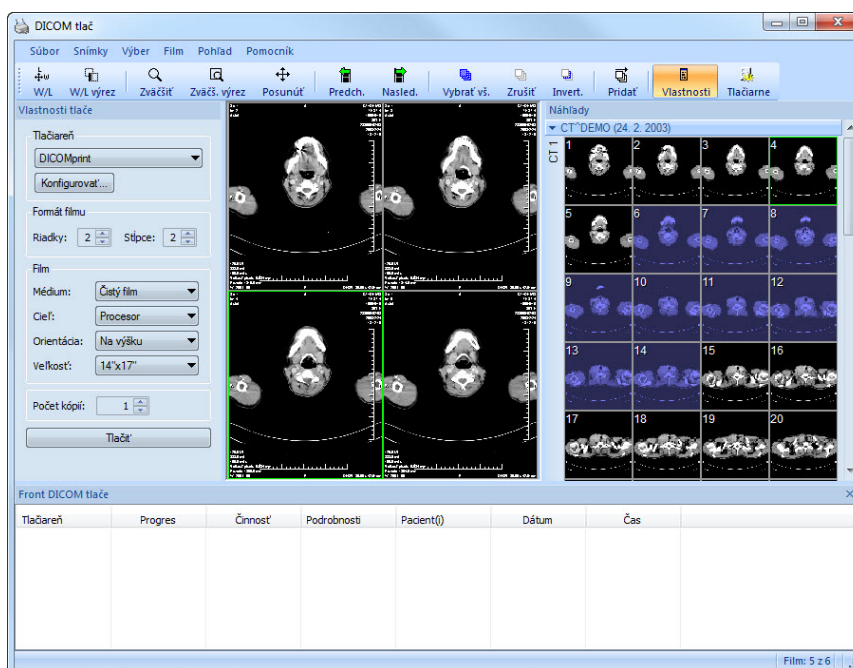 DICOM tlač
Súbor Snímky Výber Film Pohľad Pomocník
W/L W/L výrez Zväčšiť Zväčš. výrez Posunúť Predch. Nasled. Vybrať vš. Zrušiť Invert. Pridať Vlastnosti Tlačiarne
Vlastnosti tlače
Tlačiareň
DICOMprint
Konfigurovať...
Formát filmu
Riadky: 2 Stĺpce: 2
Film
Médium: Čistý film
Cieľ: Procesor
Orientácia: Na výšku
Veľkosť: 14"x17"
Počet kópií: 1
Tlačiť
Náhľady
CT^DEMO (24. 2. 2003)
CT 1
1 2 3 4
5 6 7 8
9 10 11 12
13 14 15 16
17 18 19 20
Front DICOM tlače
Tlačiareň Progres Činnosť Podrobnosti Pacient(i) Dátum Čas
Film: 5 z 6